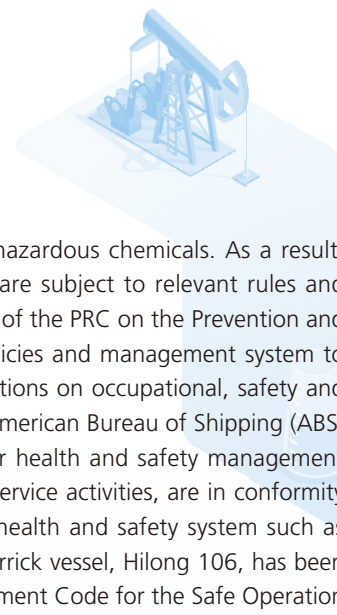 hazardous chemicals. As a result
are subject to relevant rules and
of the PRC on the Prevention and
icies and management system to
tions on occupational, safety and
merican Bureau of Shipping (ABS
r health and safety management
ervice activities, are in conformity
health and safety system such as
rrick vessel, Hilong 106, has been
ment Code for the Safe Operation